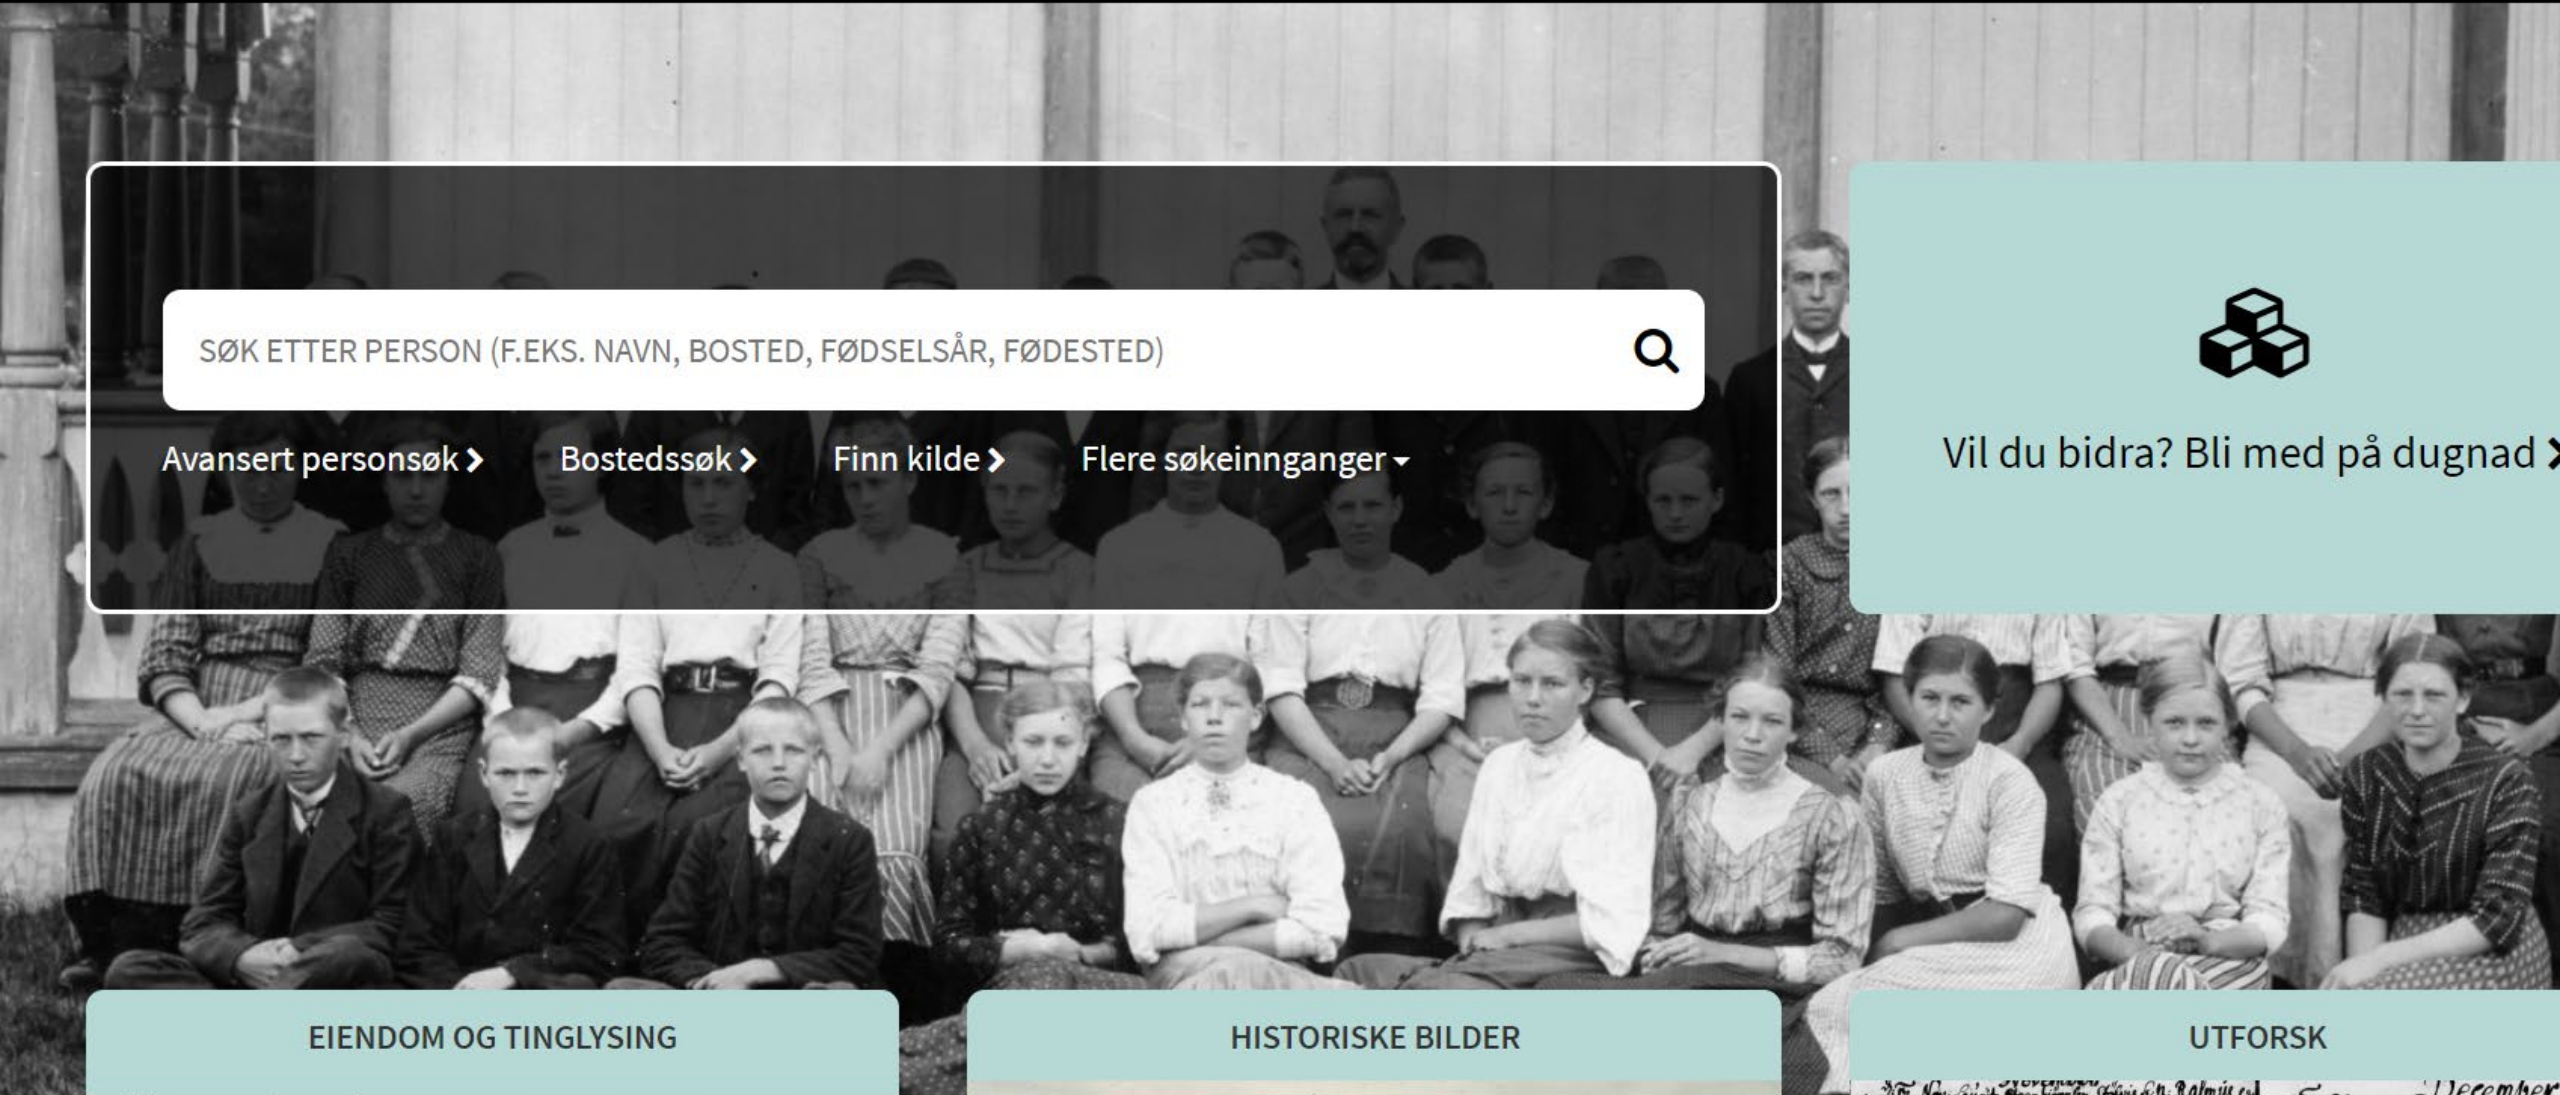 SØK ETTER PERSON (F.EKS. NAVN, BOSTED, FØDSELSÅR, FØDESTED)
Avansert personsøk
Bostedssøk
Finn kilde
Flere søkeinnganger
Vil du bidra? Bli med på dugnad
EIENDOM OG TINGLYSING
HISTORISKE BILDER
UTFORSK